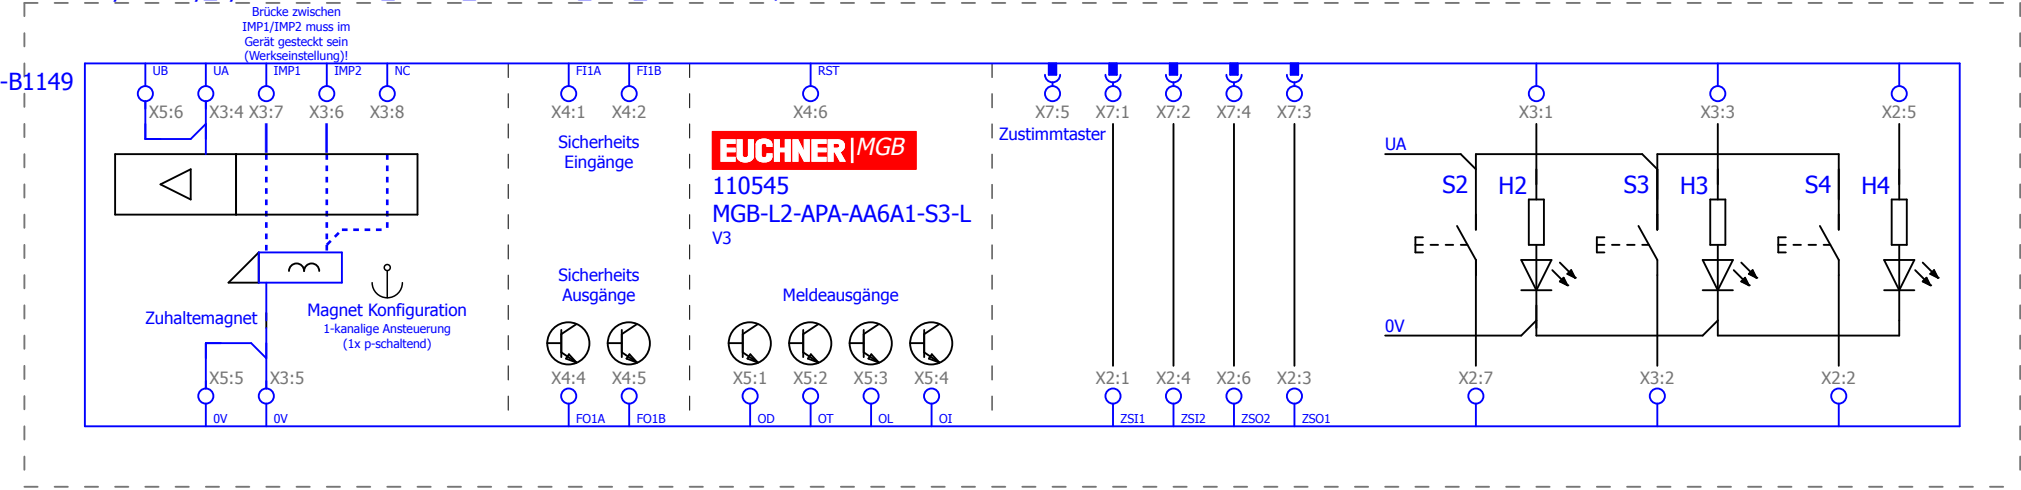 Brücke zwischen
IMP1/IMP2 muss im
Gerät gesteckt sein
(Werkseinstellung)!
-B1149
UB UA IMP1 IMP2 NC FI1A FI1B RST
X5:6 X3:4 X3:7 X3:6 X3:8 X4:1 X4:2 X4:6 X7:5 X7:1 X7:2 X7:4 X7:3 X3:1 X3:3 X2:5
Sicherheits
Eingänge
EUCHNER|MGB
110545
MGB-L2-APA-AA6A1-S3-L
V3
Zustimmtaster
UA
S2 H2 S3 H3 S4 H4
0V
Zuhaltemagnet
Magnet Konfiguration
1-kanalige Ansteuerung
(1x p-schaltend)
Sicherheits
Ausgänge
Meldeausgänge
X5:5 X3:5 X4:4 X4:5 X5:1 X5:2 X5:3 X5:4 X2:1 X2:4 X2:6 X2:3 X2:7 X3:2 X2:2
0V 0V FO1A FO1B OD OT OL OI ZSI1 ZSI2 ZSO2 ZSO1